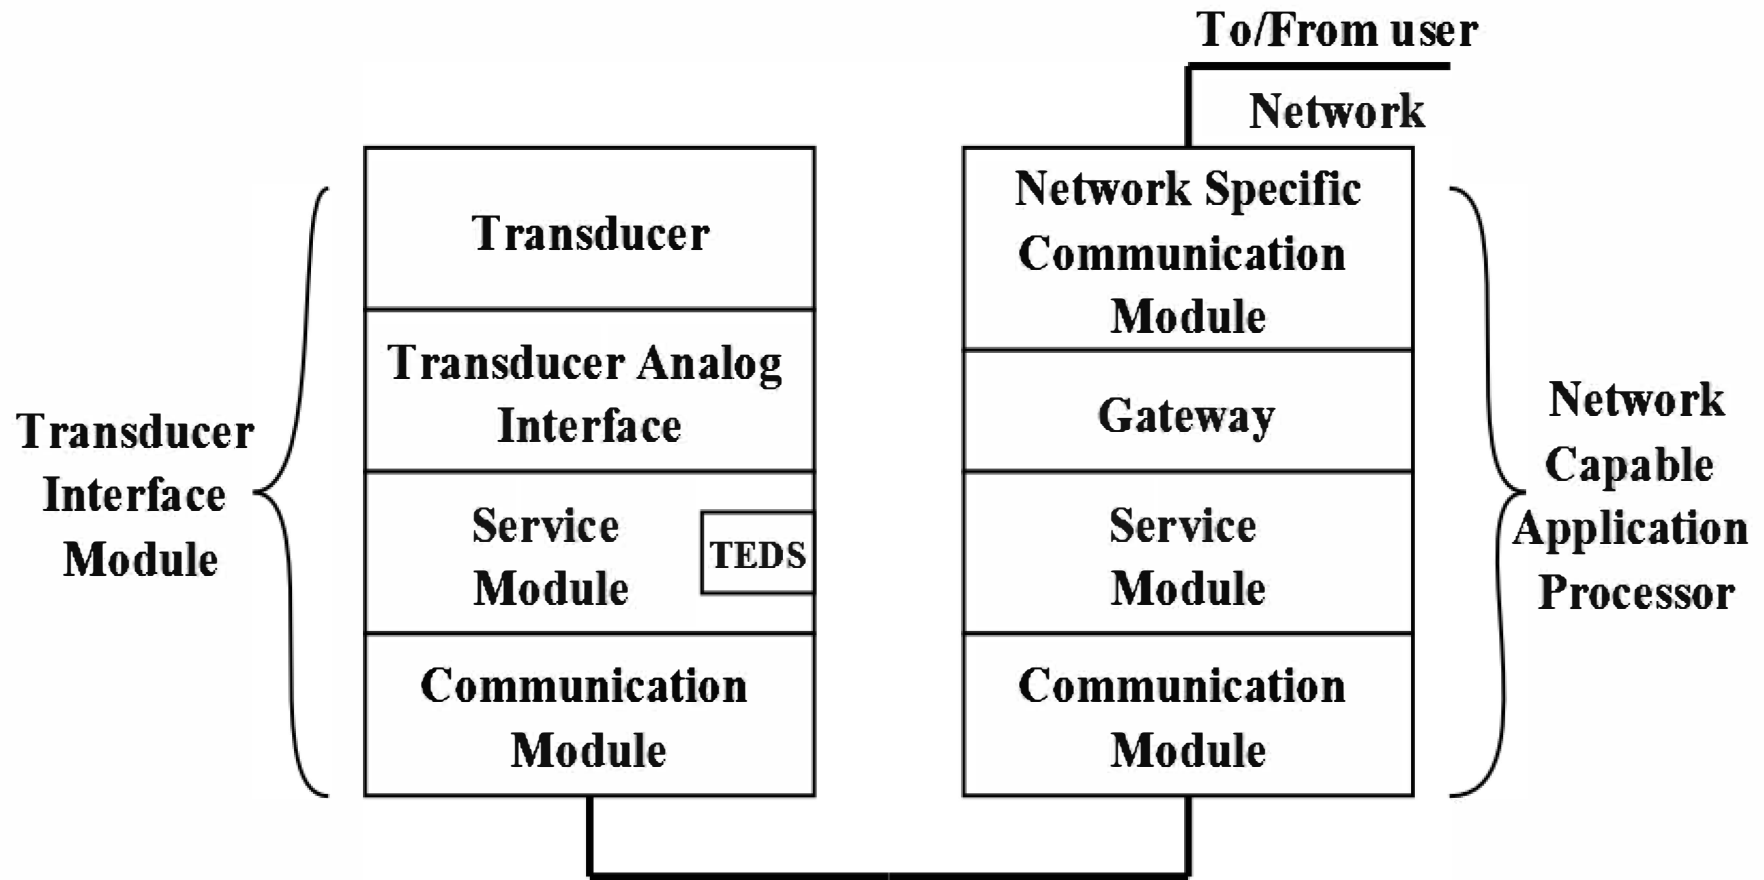 To/From user
Network
Transducer
Interface
Module
Transducer
Transducer Analog
Interface
Service
Module
TEDS
Communication
Module
Network Specific
Communication
Module
Gateway
Service
Module
Communication
Module
Network
Capable
Application
Processor